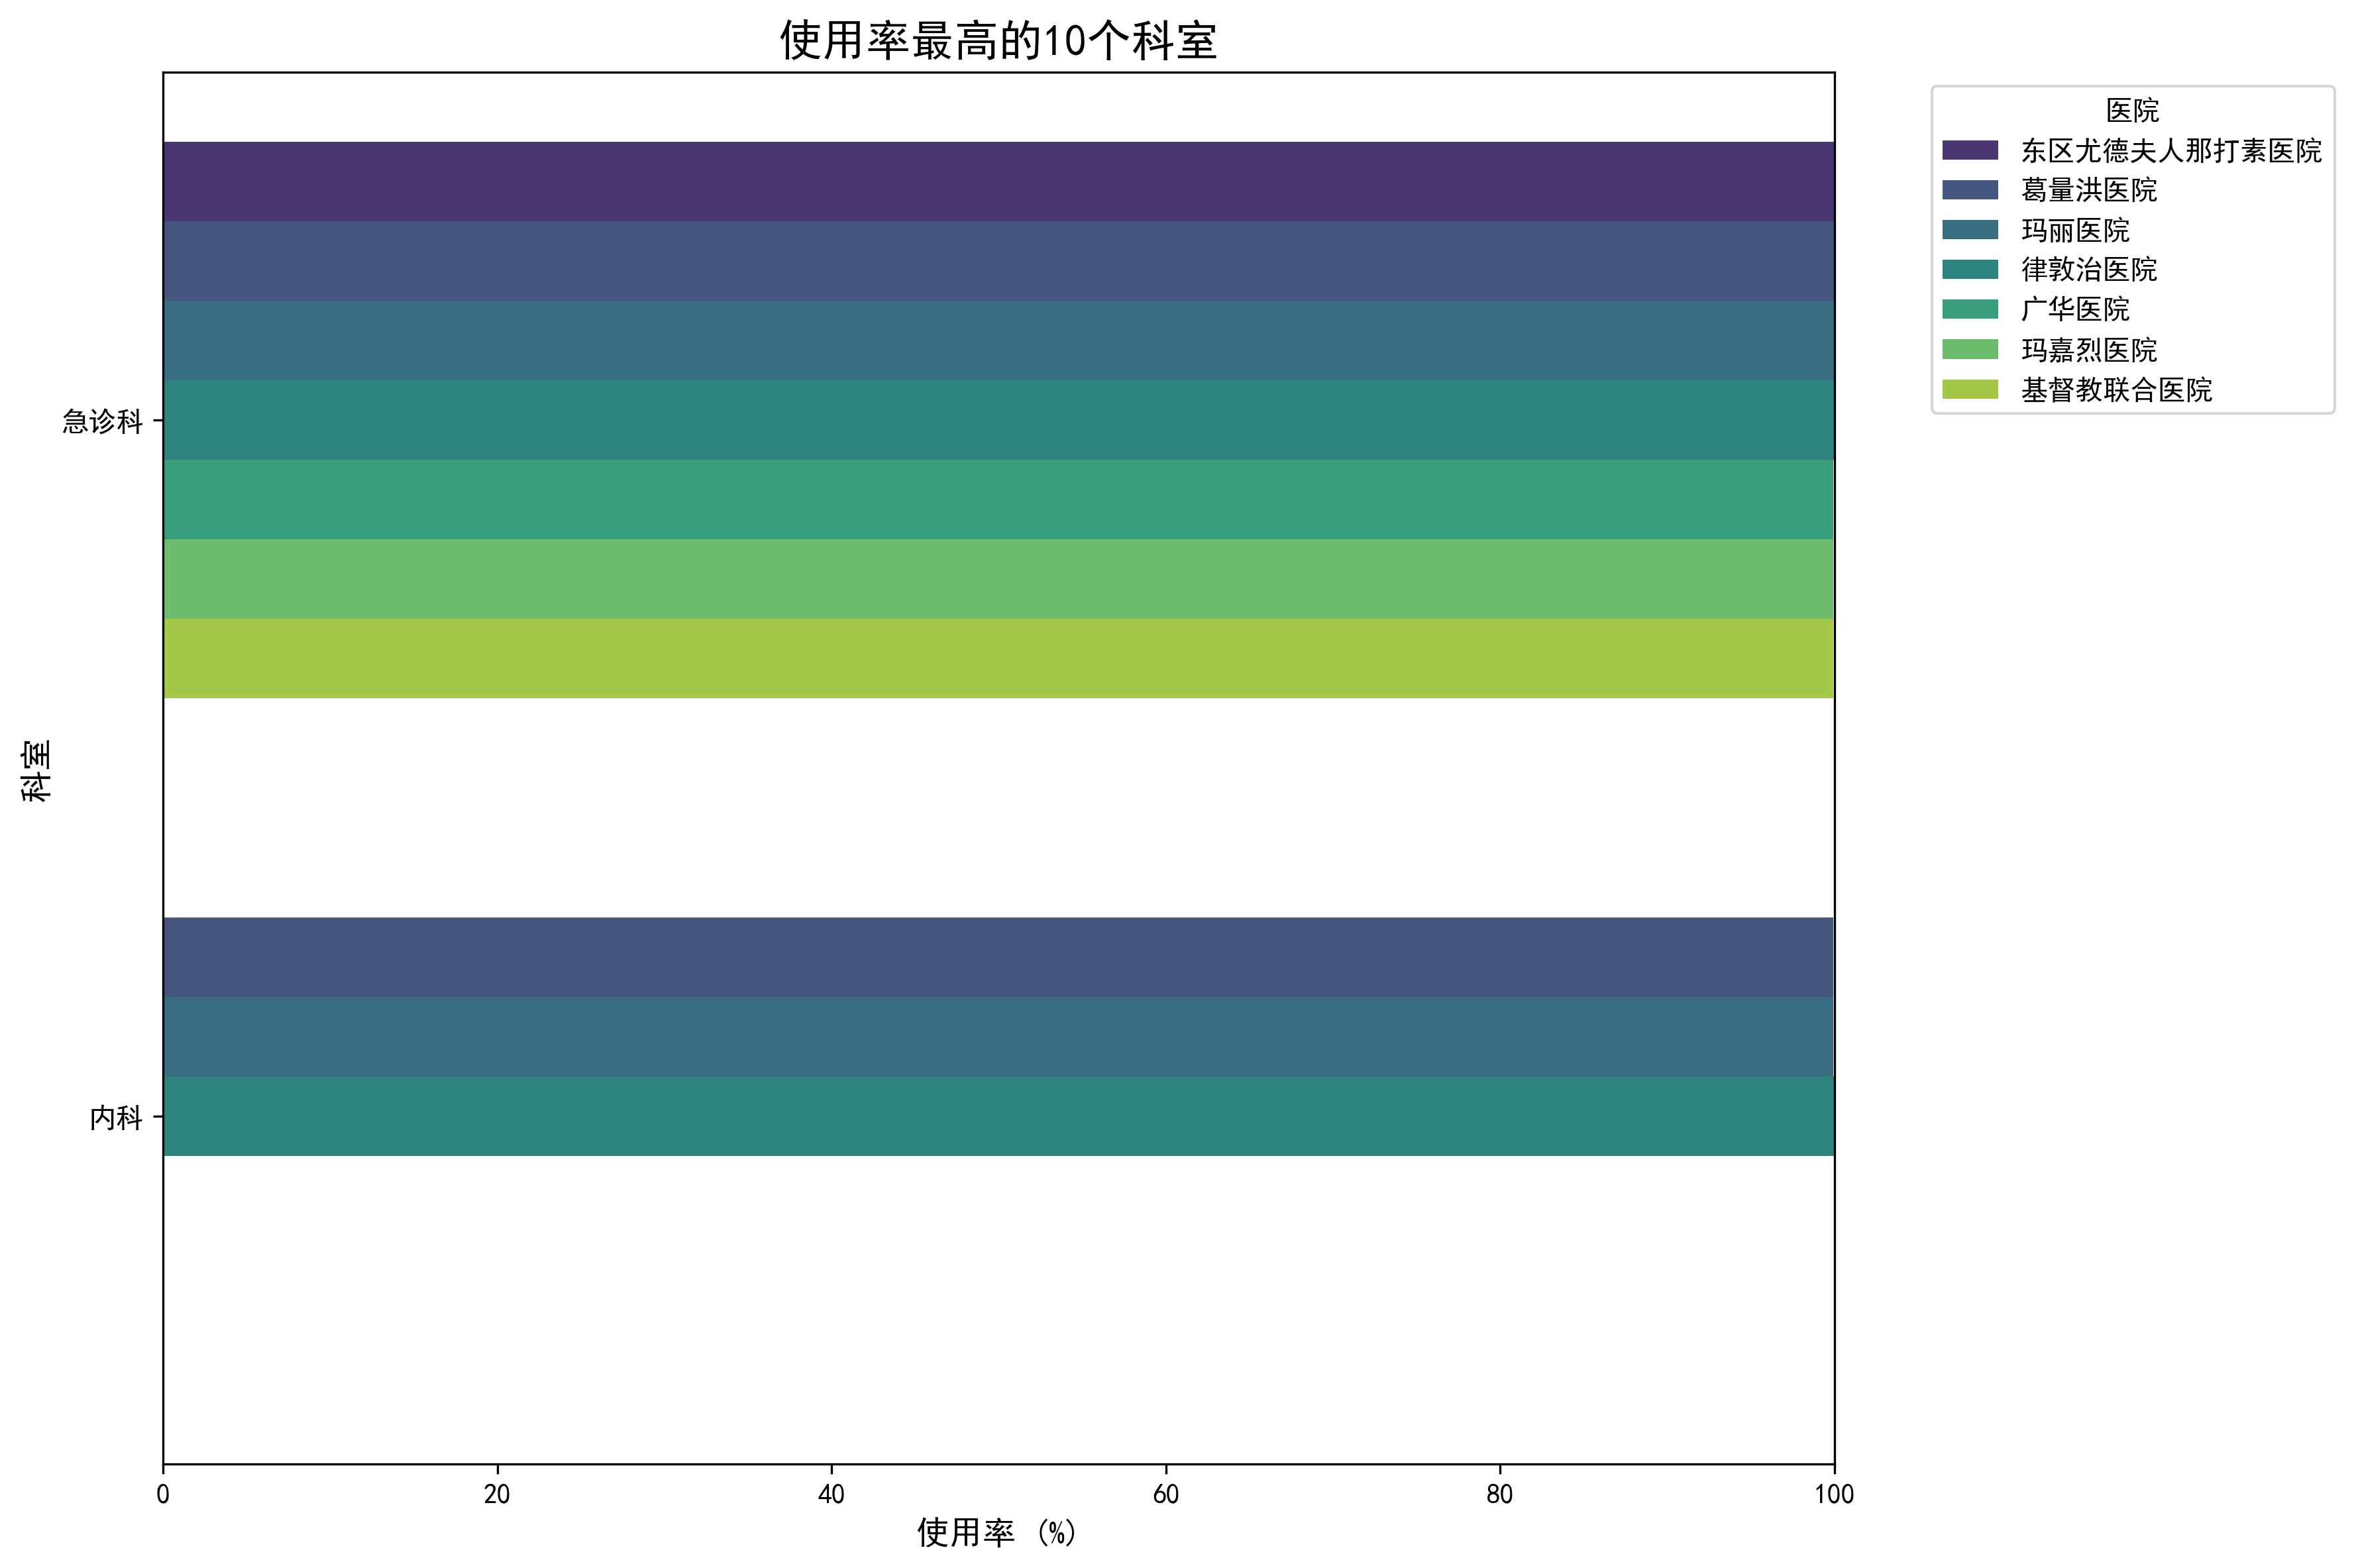 使用率最高的10个科室
医院
东区尤德夫人那打素医院
葛量洪医院
玛丽医院
律敦治医院
广华医院
玛嘉烈医院
基督教联合医院
急诊科
科室
内科
0 20 40 60 80 100
使用率 (%)